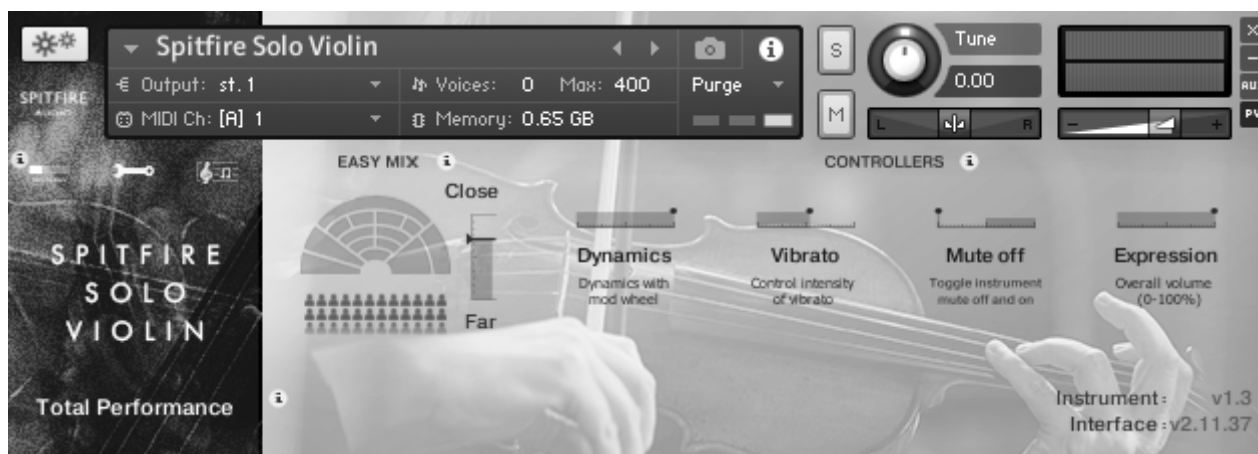 Spitfire Solo Violin
Output: st.1
Voices: 0 Max: 400
Purge
MIDI Ch: [A] 1
Memory: 0.65 GB
S
M
Tune
0.00
L
R
-
+
×
-
AUX
PV
SPITFIRE
AUDIO
EASY MIX
Close
Far
CONTROLLERS
Dynamics
Dynamics with
mod wheel
Vibrato
Control intensity
of vibrato
Mute off
Toggle instrument
mute off and on
Expression
Overall volume
(0-100%)
SPITFIRE
SOLO
VIOLIN
Total Performance
Instrument: v1.3
Interface: v2.11.37